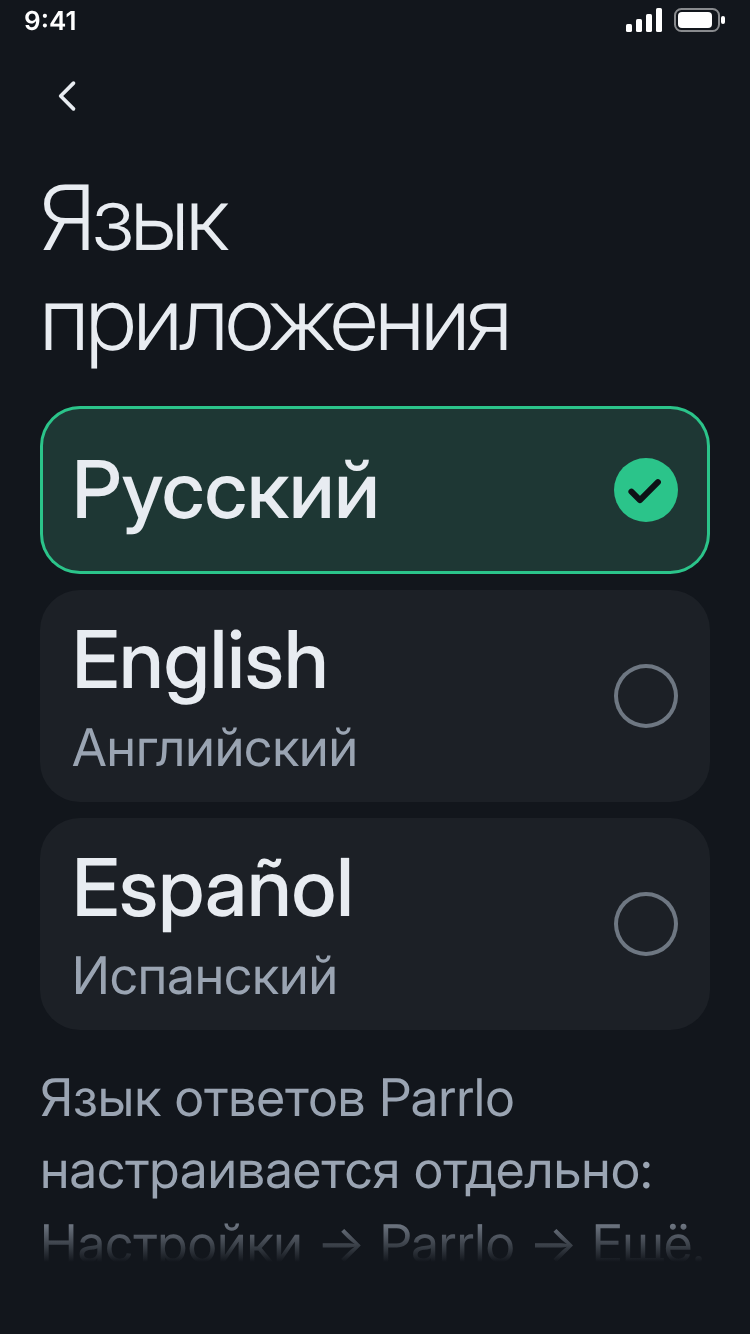 9:41
Язык
приложения
Русский
English
Английский
Español
Испанский
Язык ответов Parrlo
настраивается отдельно:
Настройки → Parrlo → Ещё.